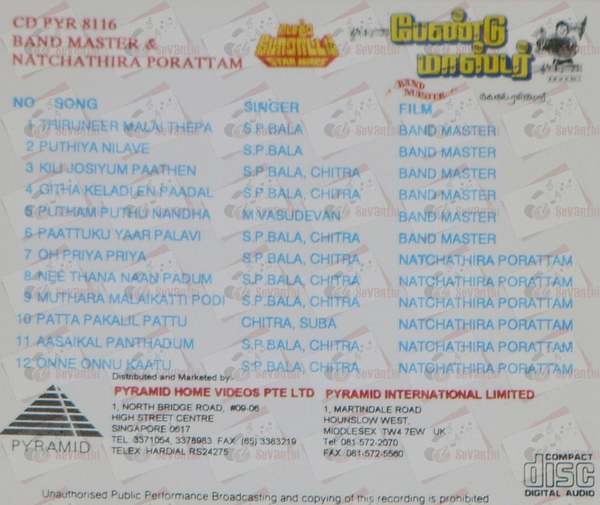 CD PYR 8116
BAND MASTER &
NATCHATHIRA PORATTAM
STAR WARS
பேண்டு
மாஸ்டர்
BAND
MASTER
NO SONG SINGER FILM
1 THIRUNEER MALAI THEPA S.P.BALA BAND MASTER
2 PUTHIYA NILAVE S.P.BALA BAND MASTER
3 KILI JOSIYUM PAATHEN S.P.BALA, CHITRA BAND MASTER
4 GITHA KELADI EN PAADAL S.P.BALA, CHITRA BAND MASTER
5 PUTHAM PUTHU NANDHA M.VASUDEVAN BAND MASTER
6 PAATTUKU YAAR PALAVI S.P.BALA, CHITRA BAND MASTER
7 OH PRIYA PRIYA S.P.BALA, CHITRA NATCHATHIRA PORATTAM
8 NEE THANA NAAN PADUM S.P.BALA, CHITRA NATCHATHIRA PORATTAM
9 MUTHARA MALAIKATTI PODI S.P.BALA, CHITRA NATCHATHIRA PORATTAM
10 PATTA PAKALIL PATTU CHITRA, SUBA NATCHATHIRA PORATTAM
11 AASAIKAL PANTHADUM S.P.BALA, CHITRA NATCHATHIRA PORATTAM
12 ONNE ONNU KAATU S.P.BALA, CHITRA NATCHATHIRA PORATTAM
Distributed and Marketed by-
PYRAMID HOME VIDEOS PTE LTD
1, NORTH BRIDGE ROAD, #09-06
HIGH STREET CENTRE
SINGAPORE 0617
TEL 3371054, 3378983 FAX (65) 3383219
TELEX: HARDIAL RS24275
PYRAMID INTERNATIONAL LIMITED
1, MARTINDALE ROAD
HOUNSLOW WEST,
MIDDLESEX TW4 7EW UK
Tel: 081-572-2070
FAX 081-572-5560
PYRAMID
COMPACT
disc
DIGITAL AUDIO
Unauthorised Public Performance Broadcasting and copying of this recording is prohibited
Sevanthi